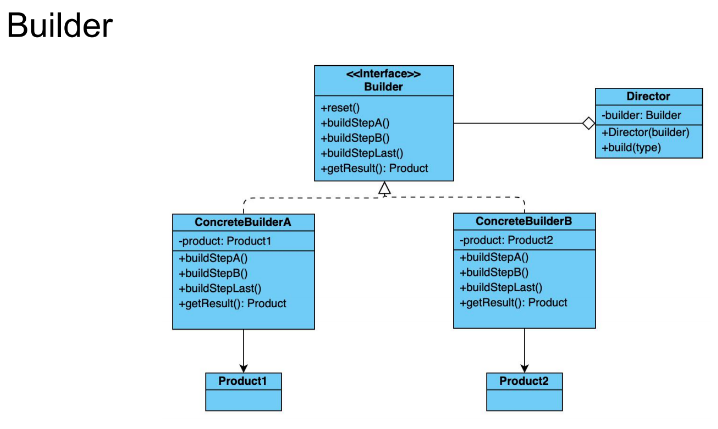 Builder
<<Interface>>
Builder
+reset()
+buildStepA()
+buildStepB()
+buildStepLast()
+getResult(): Product
Director
-builder: Builder
+Director(builder)
+build(type)
ConcreteBuilderA
-product: Product1
+buildStepA()
+buildStepB()
+buildStepLast()
+getResult(): Product
ConcreteBuilderB
-product: Product2
+buildStepA()
+buildStepB()
+buildStepLast()
+getResult(): Product
Product1
Product2